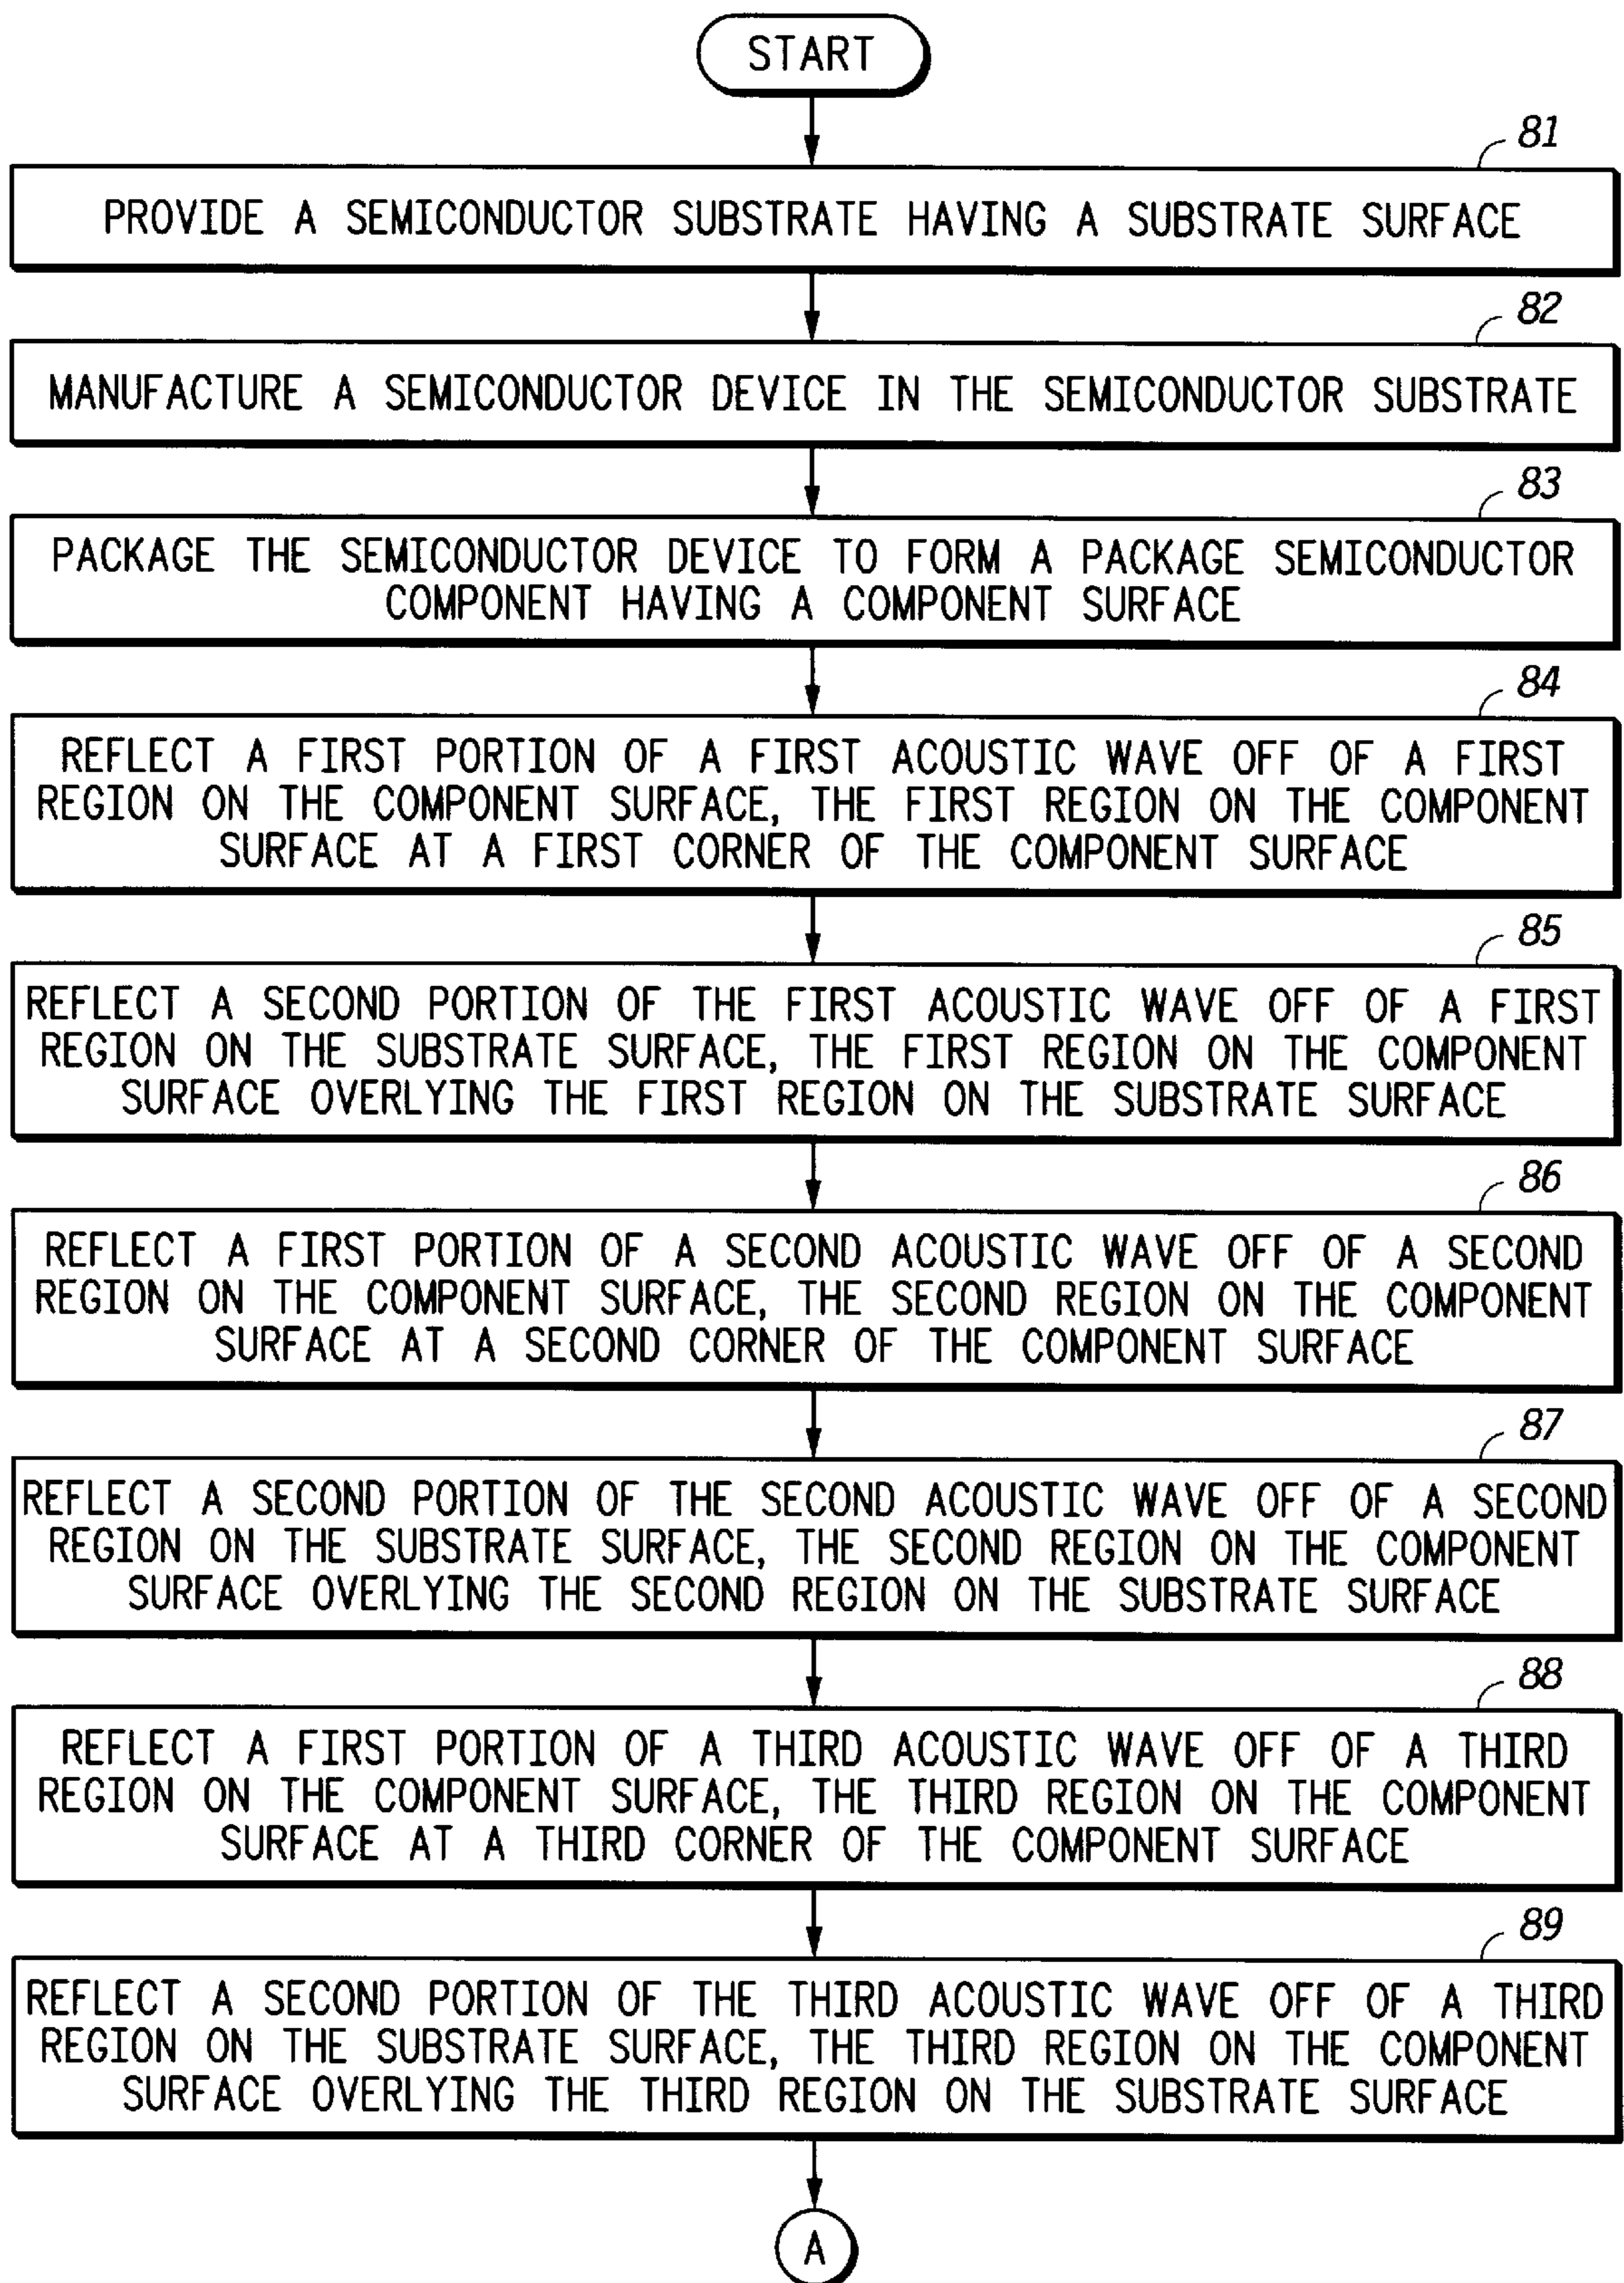 START
81
PROVIDE A SEMICONDUCTOR SUBSTRATE HAVING A SUBSTRATE SURFACE
82
MANUFACTURE A SEMICONDUCTOR DEVICE IN THE SEMICONDUCTOR SUBSTRATE
83
PACKAGE THE SEMICONDUCTOR DEVICE TO FORM A PACKAGE SEMICONDUCTOR
COMPONENT HAVING A COMPONENT SURFACE
84
REFLECT A FIRST PORTION OF A FIRST ACOUSTIC WAVE OFF OF A FIRST
REGION ON THE COMPONENT SURFACE, THE FIRST REGION ON THE COMPONENT
SURFACE AT A FIRST CORNER OF THE COMPONENT SURFACE
85
REFLECT A SECOND PORTION OF THE FIRST ACOUSTIC WAVE OFF OF A FIRST
REGION ON THE SUBSTRATE SURFACE, THE FIRST REGION ON THE COMPONENT
SURFACE OVERLYING THE FIRST REGION ON THE SUBSTRATE SURFACE
86
REFLECT A FIRST PORTION OF A SECOND ACOUSTIC WAVE OFF OF A SECOND
REGION ON THE COMPONENT SURFACE, THE SECOND REGION ON THE COMPONENT
SURFACE AT A SECOND CORNER OF THE COMPONENT SURFACE
87
REFLECT A SECOND PORTION OF THE SECOND ACOUSTIC WAVE OFF OF A SECOND
REGION ON THE SUBSTRATE SURFACE, THE SECOND REGION ON THE COMPONENT
SURFACE OVERLYING THE SECOND REGION ON THE SUBSTRATE SURFACE
88
REFLECT A FIRST PORTION OF A THIRD ACOUSTIC WAVE OFF OF A THIRD
REGION ON THE COMPONENT SURFACE, THE THIRD REGION ON THE COMPONENT
SURFACE AT A THIRD CORNER OF THE COMPONENT SURFACE
89
REFLECT A SECOND PORTION OF THE THIRD ACOUSTIC WAVE OFF OF A THIRD
REGION ON THE SUBSTRATE SURFACE, THE THIRD REGION ON THE COMPONENT
SURFACE OVERLYING THE THIRD REGION ON THE SUBSTRATE SURFACE
A